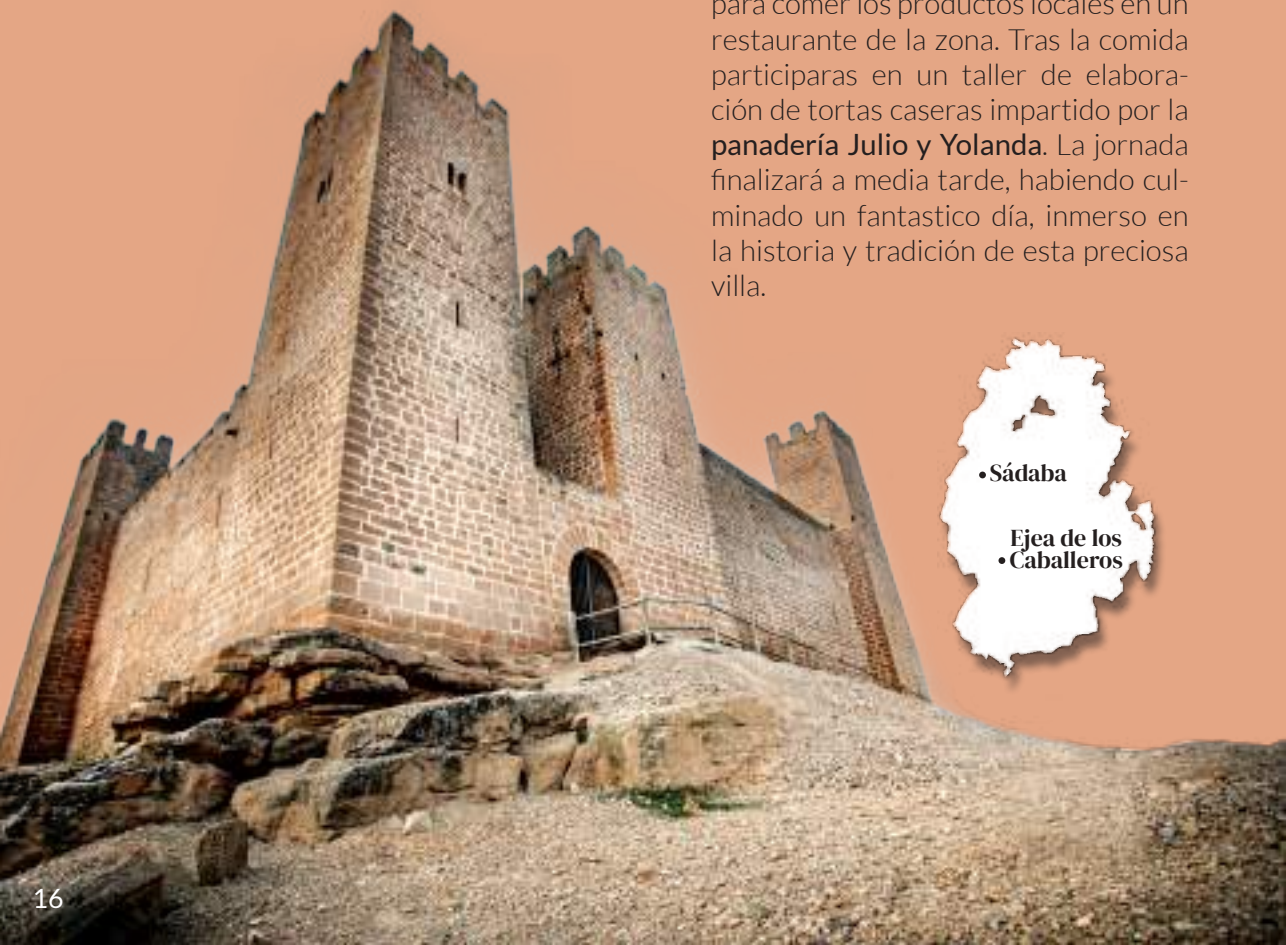 para comer los productos locales en un
restaurante de la zona. Tras la comida
participaras en un taller de elabora-
ción de tortas caseras impartido por la
panadería Julio y Yolanda. La jornada
finalizará a media tarde, habiendo cul-
minado un fantastico día, inmerso en
la historia y tradición de esta preciosa
villa.
•Sádaba
Ejea de los
•Caballeros
16